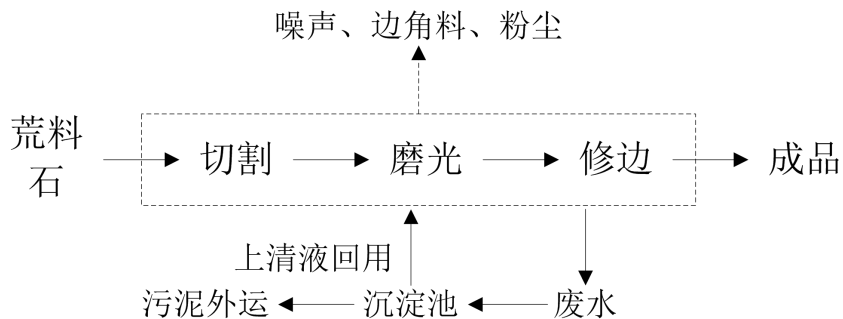 噪声、边角料、粉尘
荒料
石
切割
磨光
修边
成品
上清液回用
污泥外运
沉淀池
废水